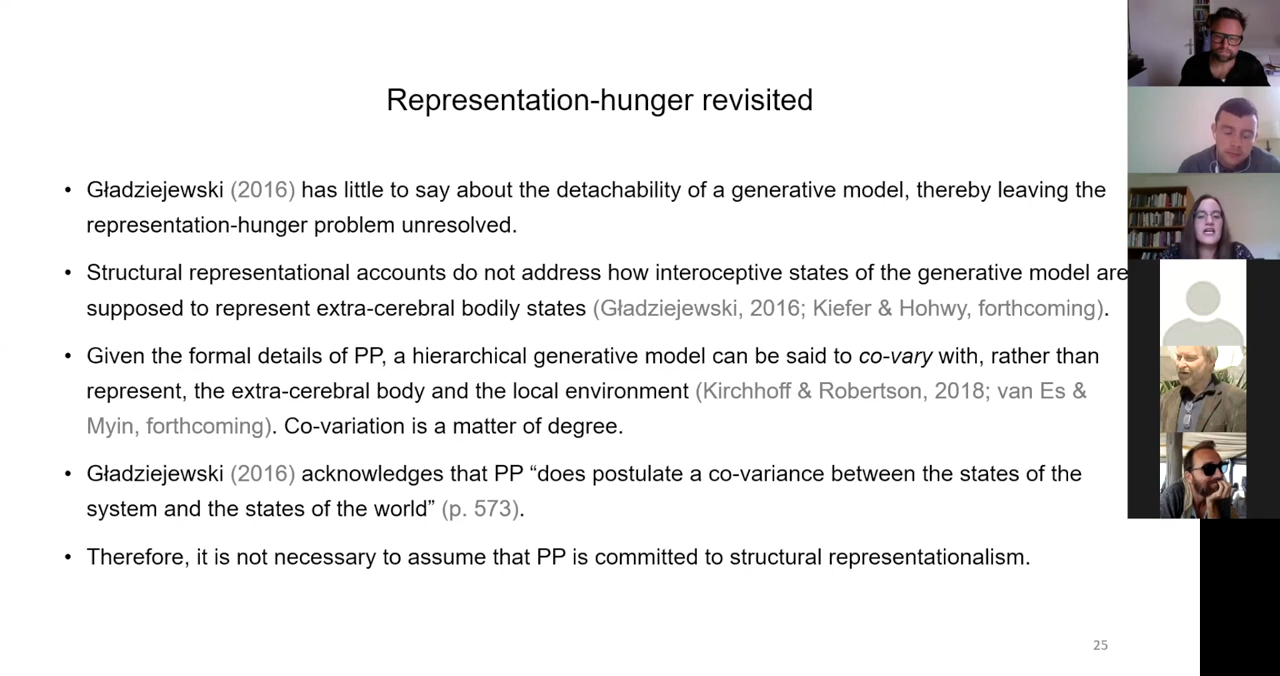 Representation-hunger revisited
• Gładziejewski (2016) has little to say about the detachability of a generative model, thereby leaving the
representation-hunger problem unresolved.
• Structural representational accounts do not address how interoceptive states of the generative model are
supposed to represent extra-cerebral bodily states (Gładziejewski, 2016; Kiefer & Hohwy, forthcoming).
• Given the formal details of PP, a hierarchical generative model can be said to co-vary with, rather than
represent, the extra-cerebral body and the local environment (Kirchhoff & Robertson, 2018; van Es &
Myin, forthcoming). Co-variation is a matter of degree.
• Gładziejewski (2016) acknowledges that PP “does postulate a co-variance between the states of the
system and the states of the world” (p. 573).
• Therefore, it is not necessary to assume that PP is committed to structural representationalism.
25